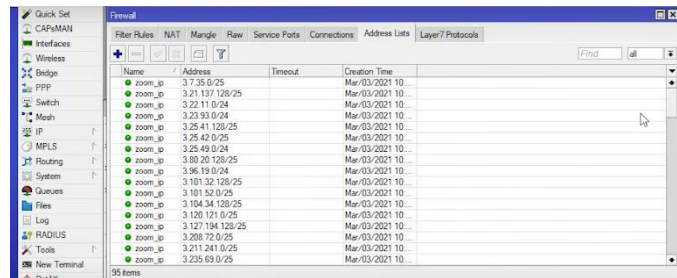 Quick Set
CAPsMAN
Interfaces
Wireless
Bridge
PPP
Switch
Mesh
IP
MPLS
Routing
System
Queues
Files
Log
RADIUS
Tools
New Terminal
Firewall
Filter Rules NAT Mangle Raw Service Ports Connections Address Lists Layer7 Protocols
Find all
Name Address Timeout Creation Time
zoom_ip 3.7.35.0/25 Mar/03/2021 10:...
zoom_ip 3.21.137.128/25 Mar/03/2021 10:...
zoom_ip 3.22.11.0/24 Mar/03/2021 10:...
zoom_ip 3.23.93.0/24 Mar/03/2021 10:...
zoom_ip 3.25.41.128/25 Mar/03/2021 10:...
zoom_ip 3.25.42.0/25 Mar/03/2021 10:...
zoom_ip 3.25.49.0/24 Mar/03/2021 10:...
zoom_ip 3.80.20.128/25 Mar/03/2021 10:...
zoom_ip 3.96.19.0/24 Mar/03/2021 10:...
zoom_ip 3.101.32.128/25 Mar/03/2021 10:...
zoom_ip 3.101.52.0/25 Mar/03/2021 10:...
zoom_ip 3.104.34.128/25 Mar/03/2021 10:...
zoom_ip 3.120.121.0/25 Mar/03/2021 10:...
zoom_ip 3.127.194.128/25 Mar/03/2021 10:...
zoom_ip 3.208.72.0/25 Mar/03/2021 10:...
zoom_ip 3.211.241.0/25 Mar/03/2021 10:...
zoom_ip 3.235.69.0/25 Mar/03/2021 10:...
95 items